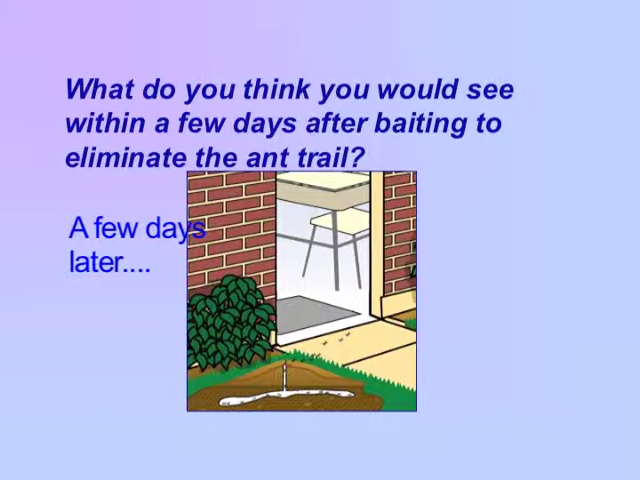 What do you think you would see
within a few days after baiting to
eliminate the ant trail?
A few days
later....